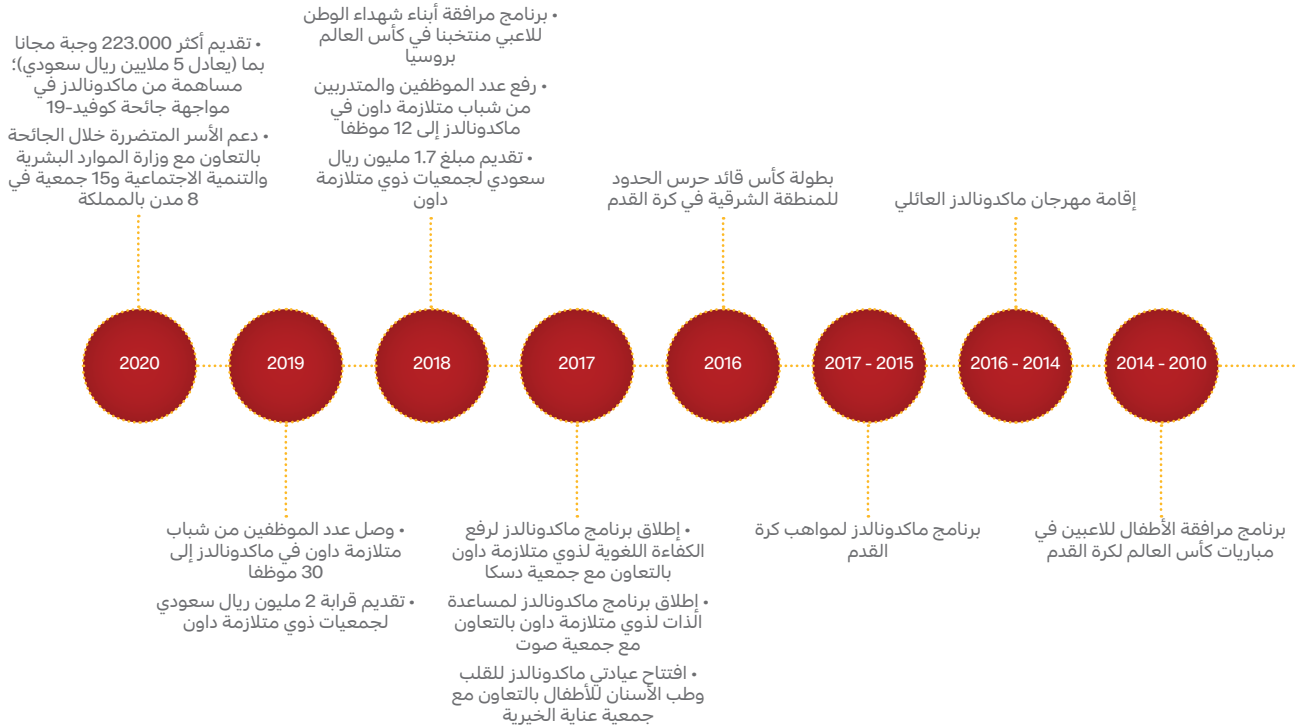 برنامج مرافقة الأطفال للاعبين في
مباريات كأس العالم لكرة القدم
2014 - 2010
إقامة مهرجان ماكدونالدز العائلي
2016 - 2014
برنامج ماكدونالدز لمواهب كرة
القدم
2017 - 2015
بطولة كأس قائد حرس الحدود
للمنطقة الشرقية في كرة القدم
2016
2017
• إطلاق برنامج ماكدونالدز لرفع
الكفاءة اللغوية لذوي متلازمة داون
بالتعاون مع جمعية دسكا
• إطلاق برنامج ماكدونالدز لمساعدة
الذات لذوي متلازمة داون بالتعاون
مع جمعية صوت
• افتتاح عيادتي ماكدونالدز للقلب
وطب الأسنان للأطفال بالتعاون مع
جمعية عناية الخيرية
• برنامج مرافقة أبناء شهداء الوطن
للاعبي منتخبنا في كأس العالم
بروسيا
• رفع عدد الموظفين والمتدربين
من شباب متلازمة داون في
ماكدونالدز إلى 12 موظفا
• تقديم مبلغ 1.7 مليون ريال
سعودي لجمعيات ذوي متلازمة
داون
2018
2019
• وصل عدد الموظفين من شباب
متلازمة داون في ماكدونالدز إلى
30 موظفا
• تقديم قرابة 2 مليون ريال سعودي
لجمعيات ذوي متلازمة داون
• تقديم أكثر 223.000 وجبة مجانا
بما (يعادل 5 ملايين ريال سعودي)؛
مساهمة من ماكدونالدز في
مواجهة جائحة كوفيد-19
• دعم الأسر المتضررة خلال الجائحة
بالتعاون مع وزارة الموارد البشرية
والتنمية الاجتماعية و15 جمعية في
8 مدن بالمملكة
2020